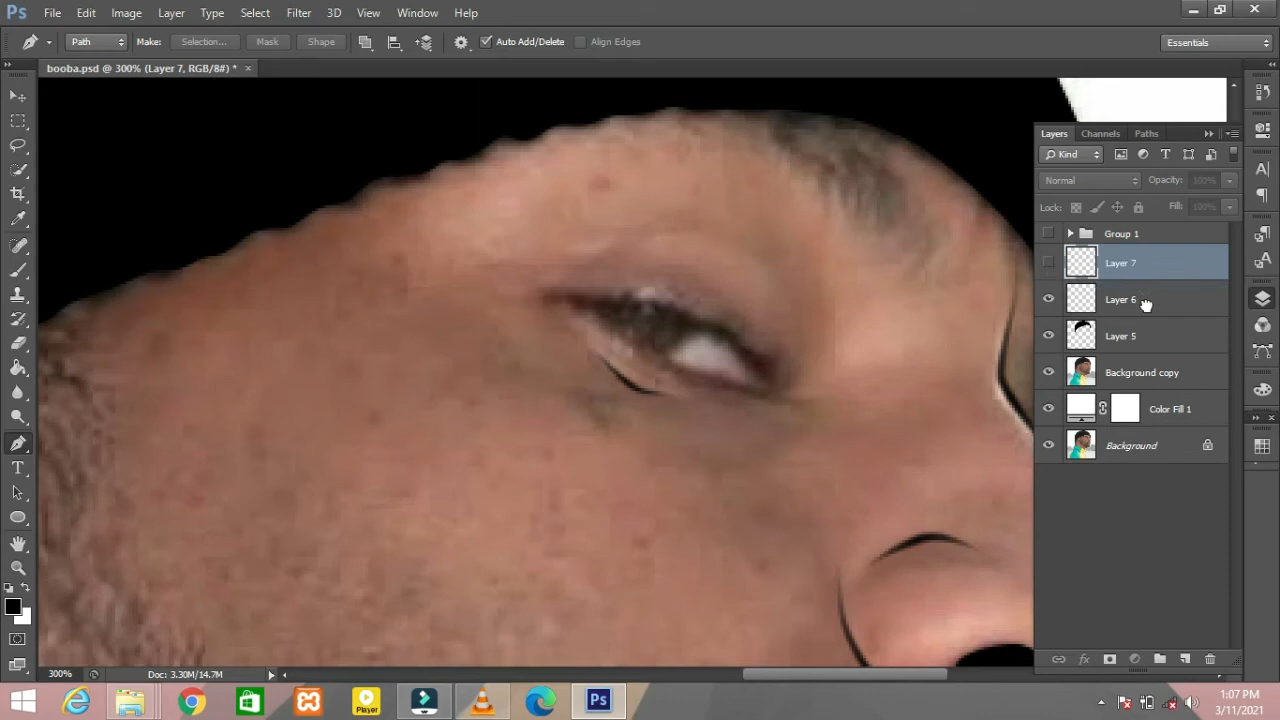 Ps File Edit Image Layer Type Select Filter 3D View Window Help
Path Make: Selection... Mask Shape Auto Add/Delete Align Edges Essentials
booba.psd @ 300% (Layer 7, RGB/8#) * ×
Layers Channels Paths
Kind
Normal Opacity: 100%
Lock: Fill: 100%
Group 1
Layer 7
Layer 6
Layer 5
Background copy
Color Fill 1
Background
300% Doc: 3.30M/14.7M
Player
Ps
1:07 PM
3/11/2021